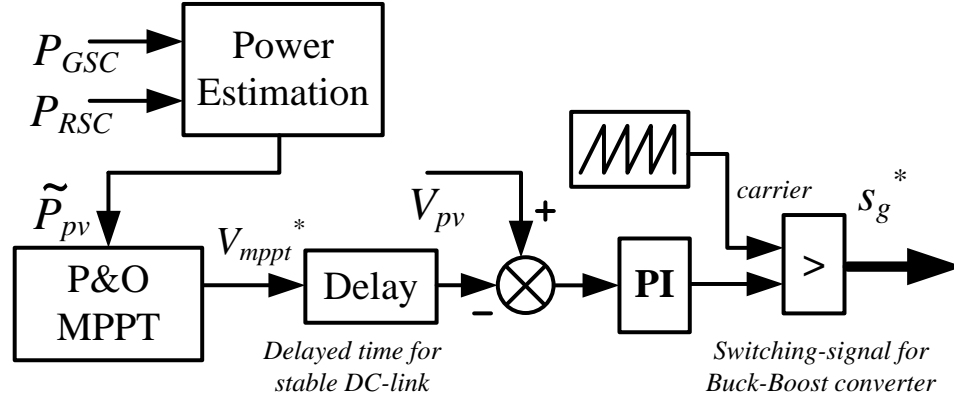 P_GSC
P_RSC
Power
Estimation
P̃_pv
V_pv
+
carrier
s_g*
V_mppt*
P&O
MPPT
Delay
−
PI
>
Delayed time for
stable DC-link
Switching-signal for
Buck-Boost converter